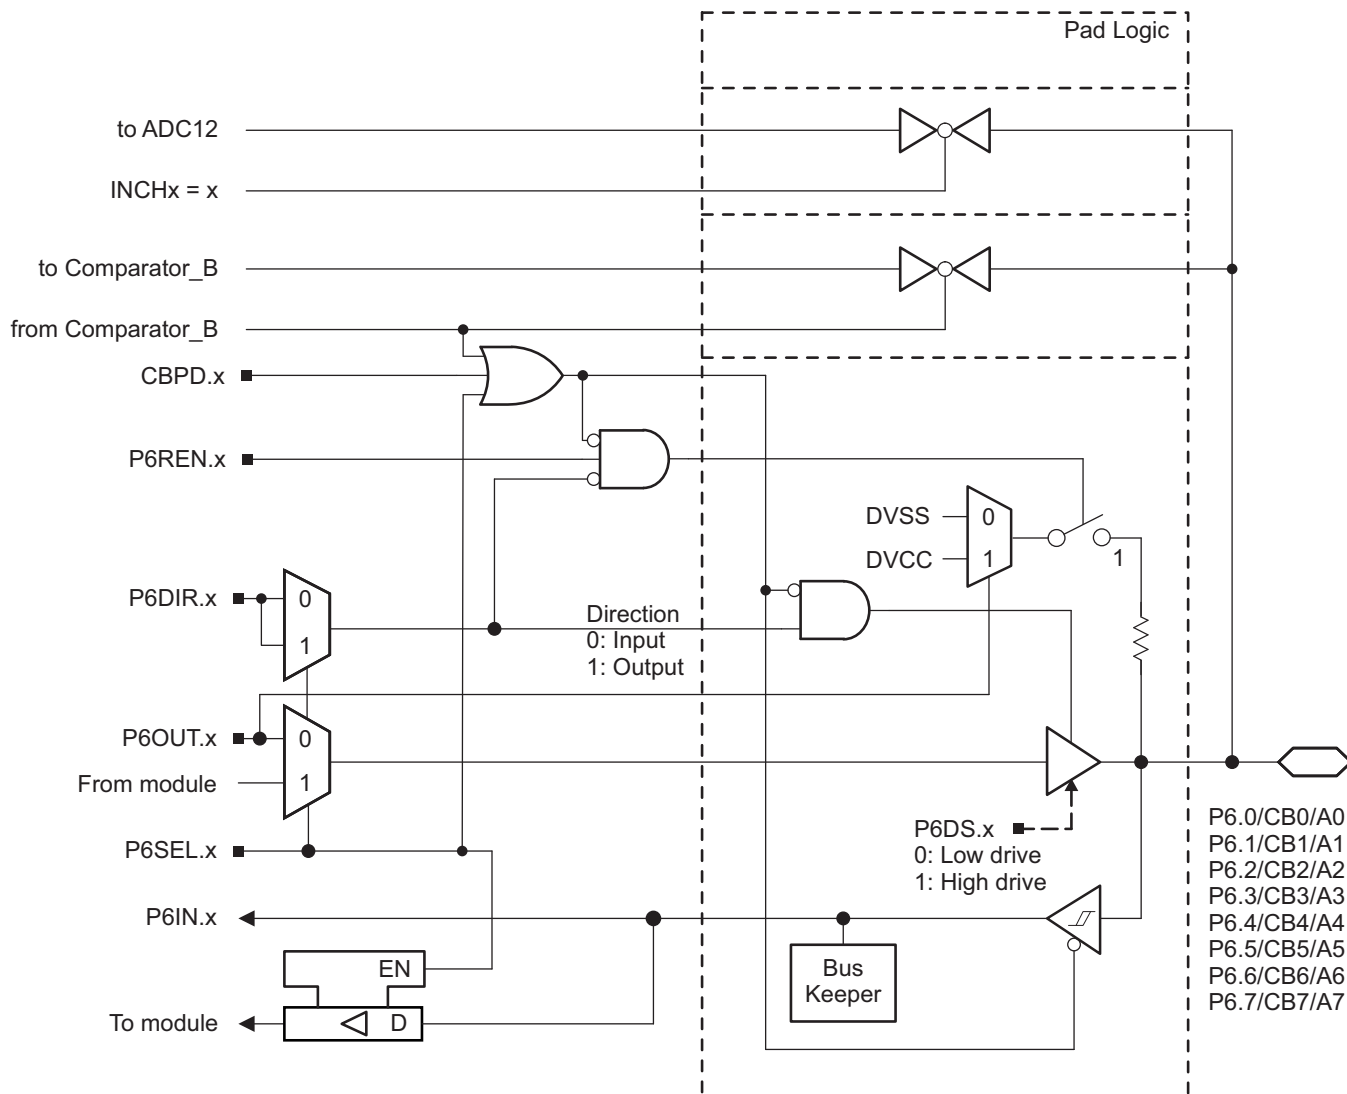 Pad Logic
to ADC12
INCHx = x
to Comparator_B
from Comparator_B
CBPD.x
P6REN.x
DVSS
0
DVCC
1
1
P6DIR.x
0
1
Direction
0: Input
1: Output
P6OUT.x
0
From module
1
P6SEL.x
P6DS.x
0: Low drive
1: High drive
P6.0/CB0/A0
P6.1/CB1/A1
P6.2/CB2/A2
P6.3/CB3/A3
P6.4/CB4/A4
P6.5/CB5/A5
P6.6/CB6/A6
P6.7/CB7/A7
P6IN.x
Bus
Keeper
EN
To module
D